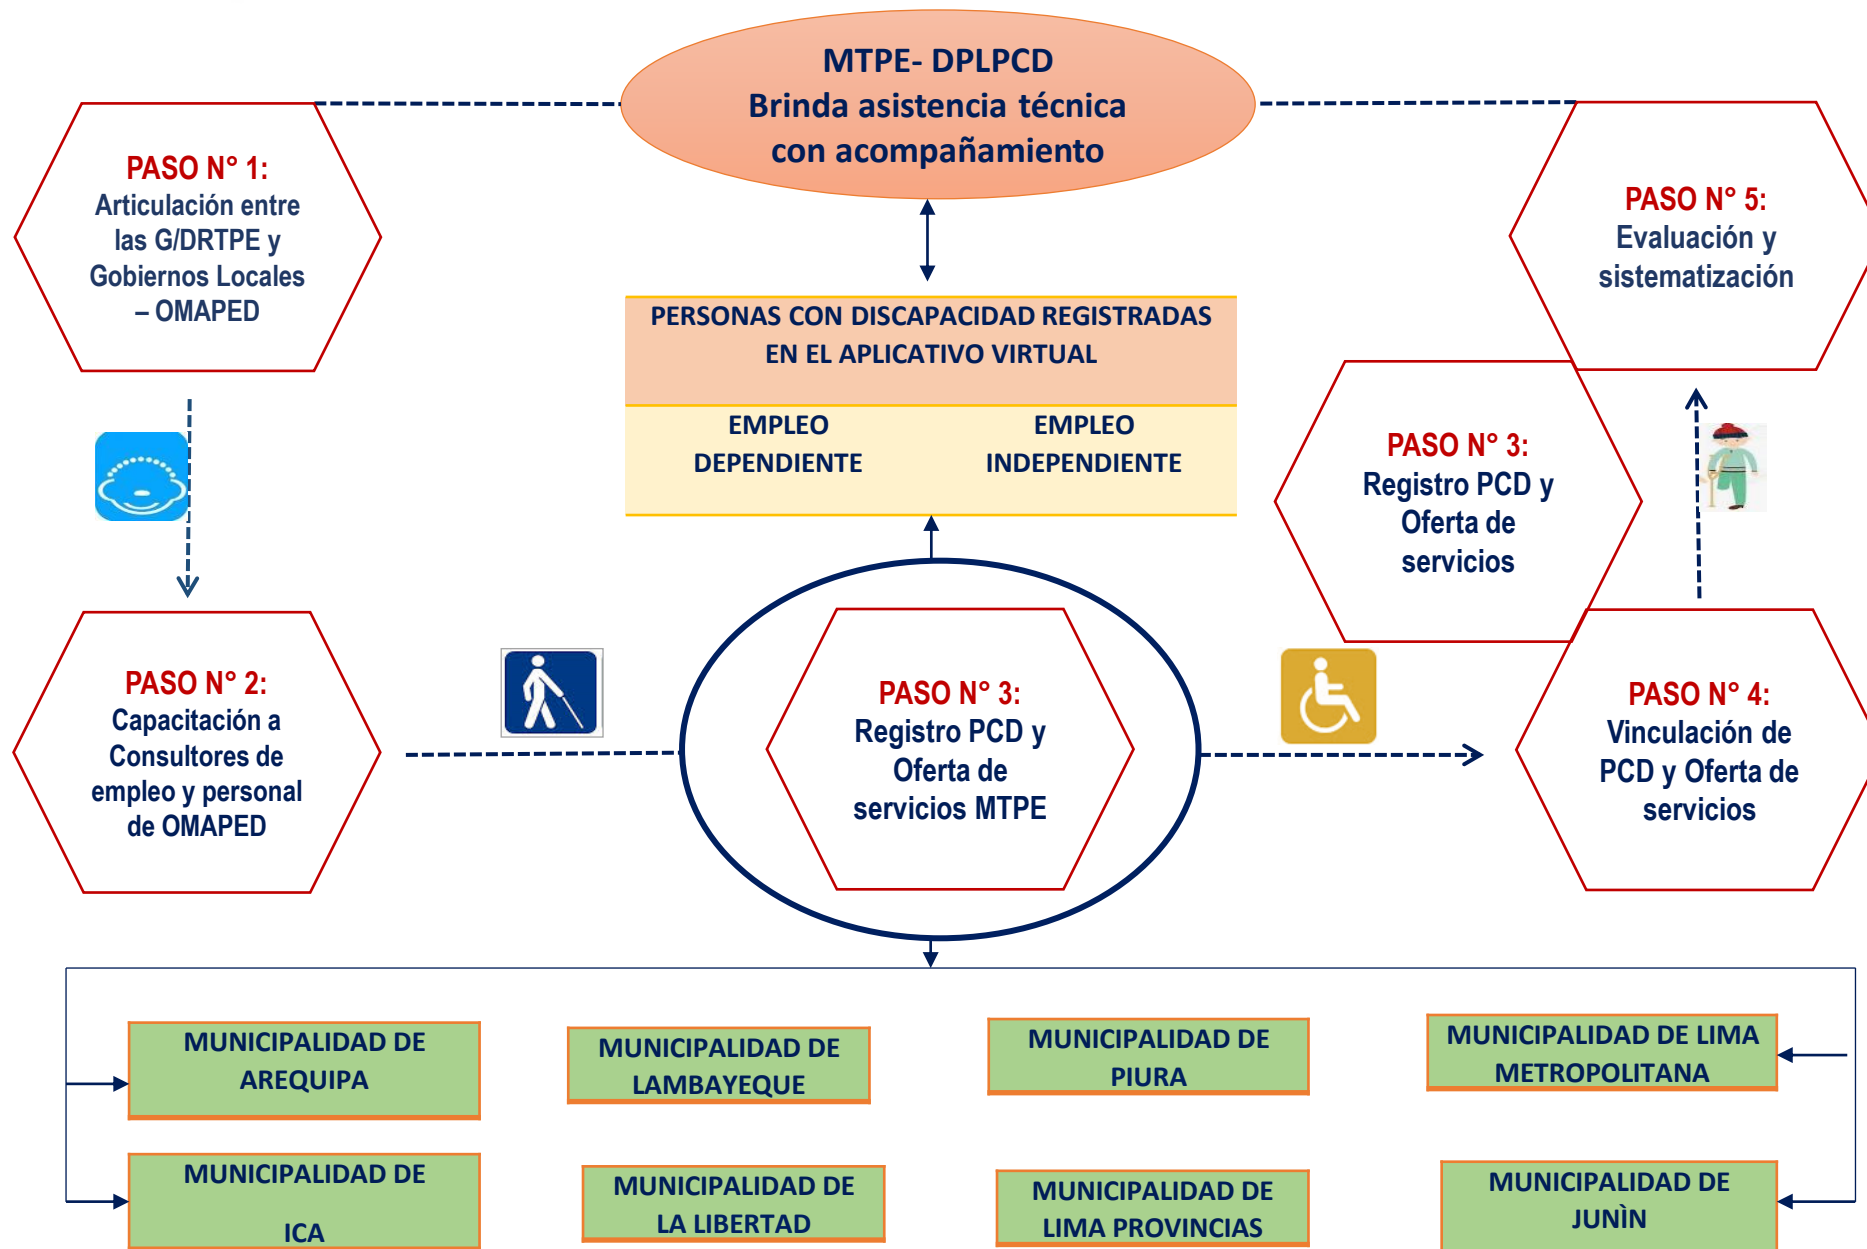 MTPE- DPLPCD
Brinda asistencia técnica
con acompañamiento
PASO N° 1:
Articulación entre
las G/DRTPE y
Gobiernos Locales
– OMAPED
PERSONAS CON DISCAPACIDAD REGISTRADAS
EN EL APLICATIVO VIRTUAL
EMPLEO
DEPENDIENTE
EMPLEO
INDEPENDIENTE
PASO N° 5:
Evaluación y
sistematización
PASO N° 3:
Registro PCD y
Oferta de
servicios
PASO N° 2:
Capacitación a
Consultores de
empleo y personal
de OMAPED
PASO N° 3:
Registro PCD y
Oferta de
servicios MTPE
PASO N° 4:
Vinculación de
PCD y Oferta de
servicios
MUNICIPALIDAD DE
AREQUIPA
MUNICIPALIDAD DE
LAMBAYEQUE
MUNICIPALIDAD DE
PIURA
MUNICIPALIDAD DE LIMA
METROPOLITANA
MUNICIPALIDAD DE
ICA
MUNICIPALIDAD DE
LA LIBERTAD
MUNICIPALIDAD DE
LIMA PROVINCIAS
MUNICIPALIDAD DE
JUNÌN